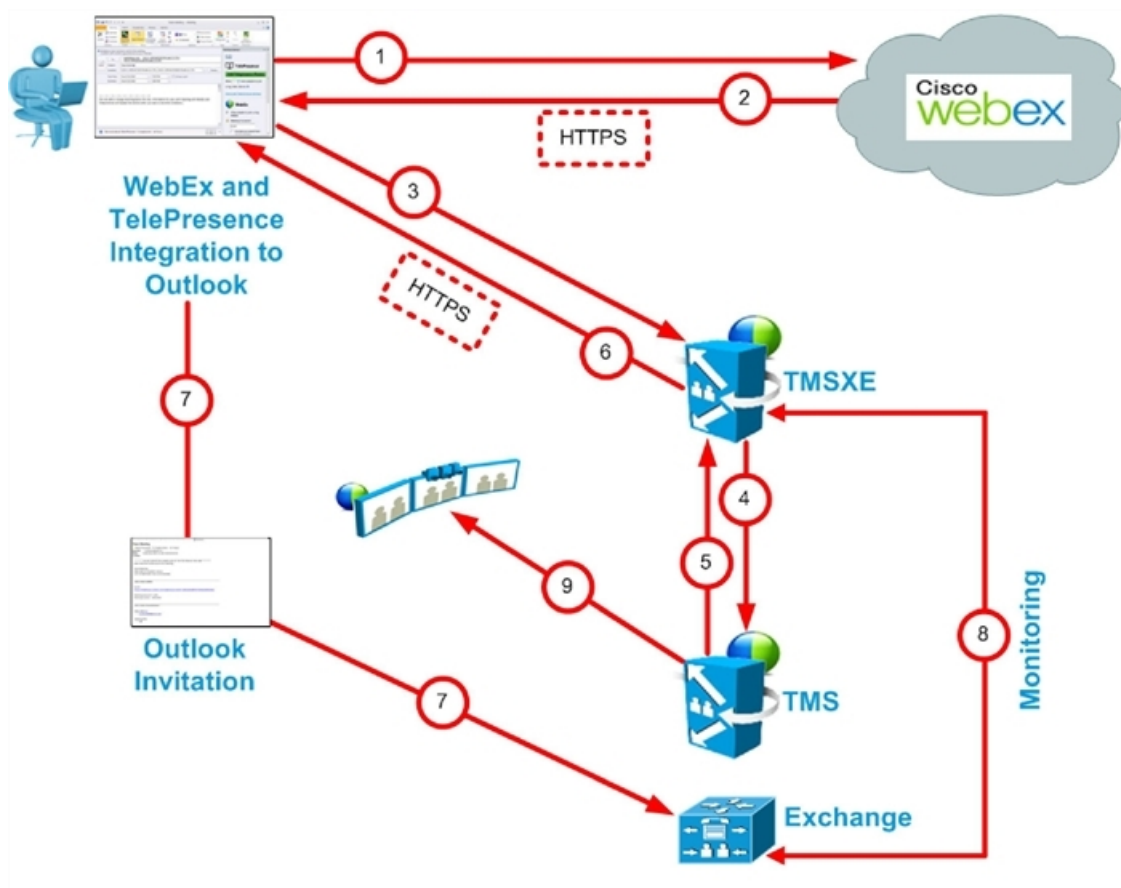 1
2
Cisco
webex
HTTPS
WebEx and
TelePresence
Integration to
Outlook
3
HTTPS
6
TMSXE
7
4
5
9
8
Monitoring
Outlook
Invitation
7
TMS
Exchange